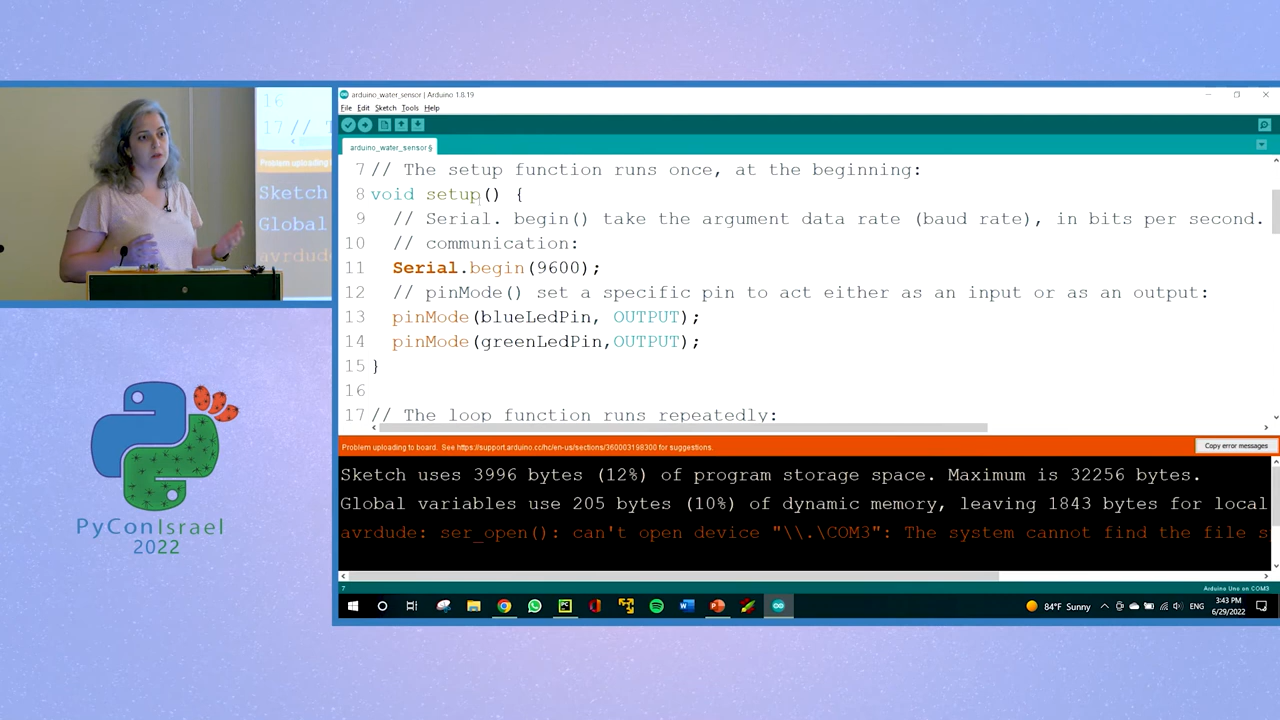 16
17 // T
Problem uploading
Sketch
Global
avrdude
PyConIsrael
2022
arduino_water_sensor | Arduino 1.8.19
File Edit Sketch Tools Help
arduino_water_sensor §
7 // The setup function runs once, at the beginning:
8 void setup() {
9 // Serial. begin() take the argument data rate (baud rate), in bits per second.
10 // communication:
11 Serial.begin(9600);
12 // pinMode() set a specific pin to act either as an input or as an output:
13 pinMode(blueLedPin, OUTPUT);
14 pinMode(greenLedPin,OUTPUT);
15 }
16
17 // The loop function runs repeatedly:
Problem uploading to board. See https://support.arduino.cc/hc/en-us/sections/360003198300 for suggestions.
Copy error messages
Sketch uses 3996 bytes (12%) of program storage space. Maximum is 32256 bytes.
Global variables use 205 bytes (10%) of dynamic memory, leaving 1843 bytes for local
avrdude: ser_open(): can't open device "\\.\COM3": The system cannot find the file s
7
Arduino Uno on COM3
84°F Sunny
ENG
3:43 PM
6/29/2022